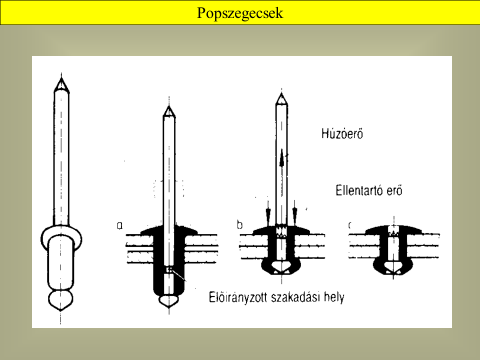 Popszegecsek
Húzóerő
Ellentartó erő
a
b
c
Előirányzott szakadási hely